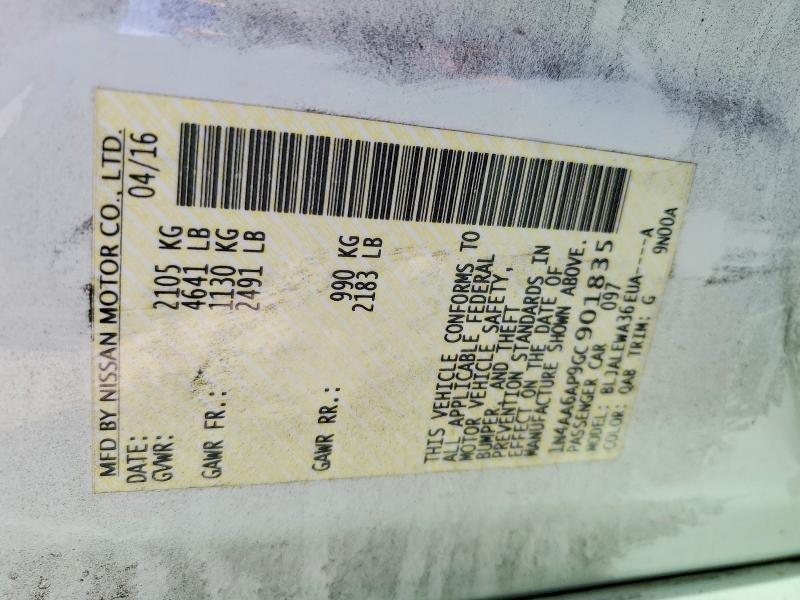 MFD BY NISSAN MOTOR CO., LTD.
DATE: 04/16
GVWR: 2105 KG
4641 LB
GAWR FR.: 1130 KG
2491 LB
GAWR RR.: 990 KG
2183 LB
THIS VEHICLE CONFORMS TO
ALL APPLICABLE FEDERAL
MOTOR VEHICLE SAFETY,
BUMPER, AND THEFT
PREVENTION STANDARDS IN
EFFECT ON THE DATE OF
MANUFACTURE SHOWN ABOVE.
1N4AA6AP9GC901835
PASSENGER CAR 097
MODEL: BLJALEWA36EUA-----A
COLOR: QAB TRIM: G 9N00A